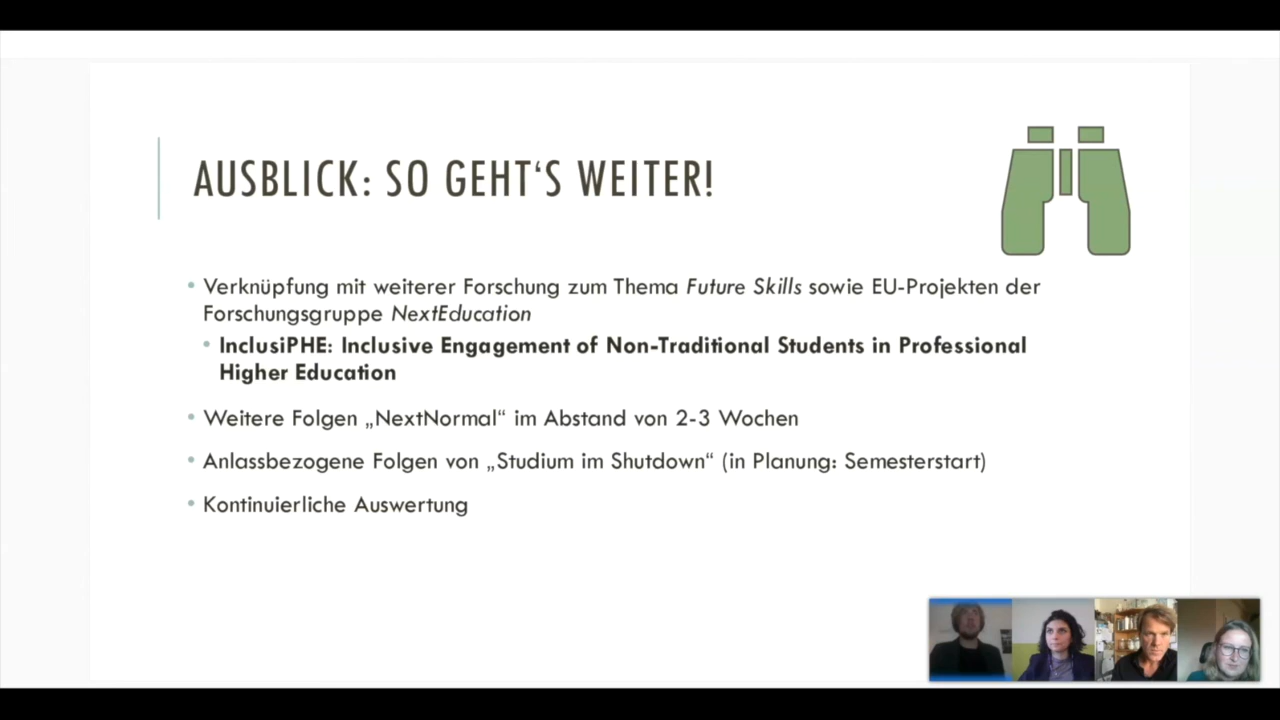 AUSBLICK: SO GEHT‘S WEITER!
• Verknüpfung mit weiterer Forschung zum Thema Future Skills sowie EU-Projekten der
Forschungsgruppe NextEducation
• InclusiPHE: Inclusive Engagement of Non-Traditional Students in Professional
Higher Education
• Weitere Folgen „NextNormal“ im Abstand von 2-3 Wochen
• Anlassbezogene Folgen von „Studium im Shutdown“ (in Planung: Semesterstart)
• Kontinuierliche Auswertung